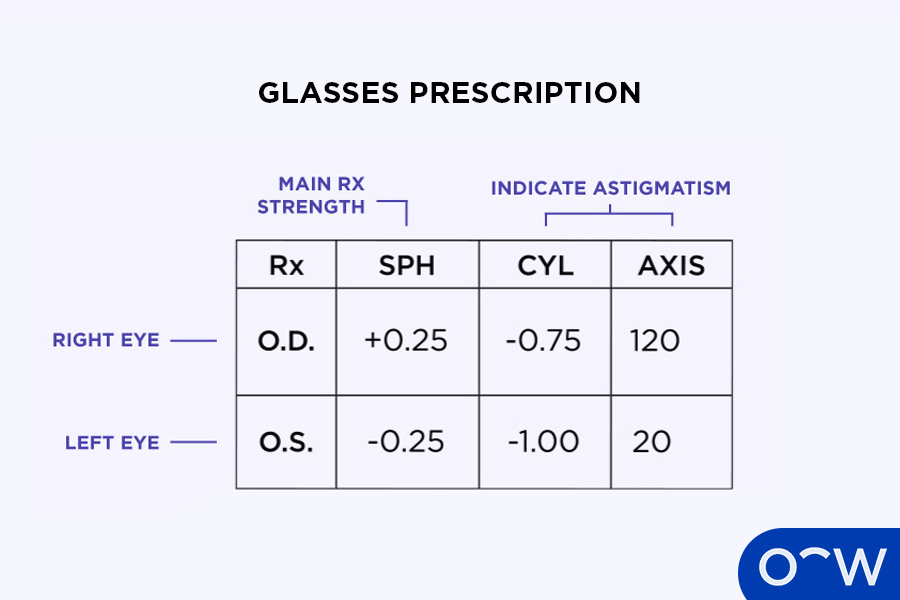 GLASSES PRESCRIPTION
MAIN RX
STRENGTH
INDICATE ASTIGMATISM
Rx SPH CYL AXIS
RIGHT EYE O.D. +0.25 -0.75 120
LEFT EYE O.S. -0.25 -1.00 20
OW